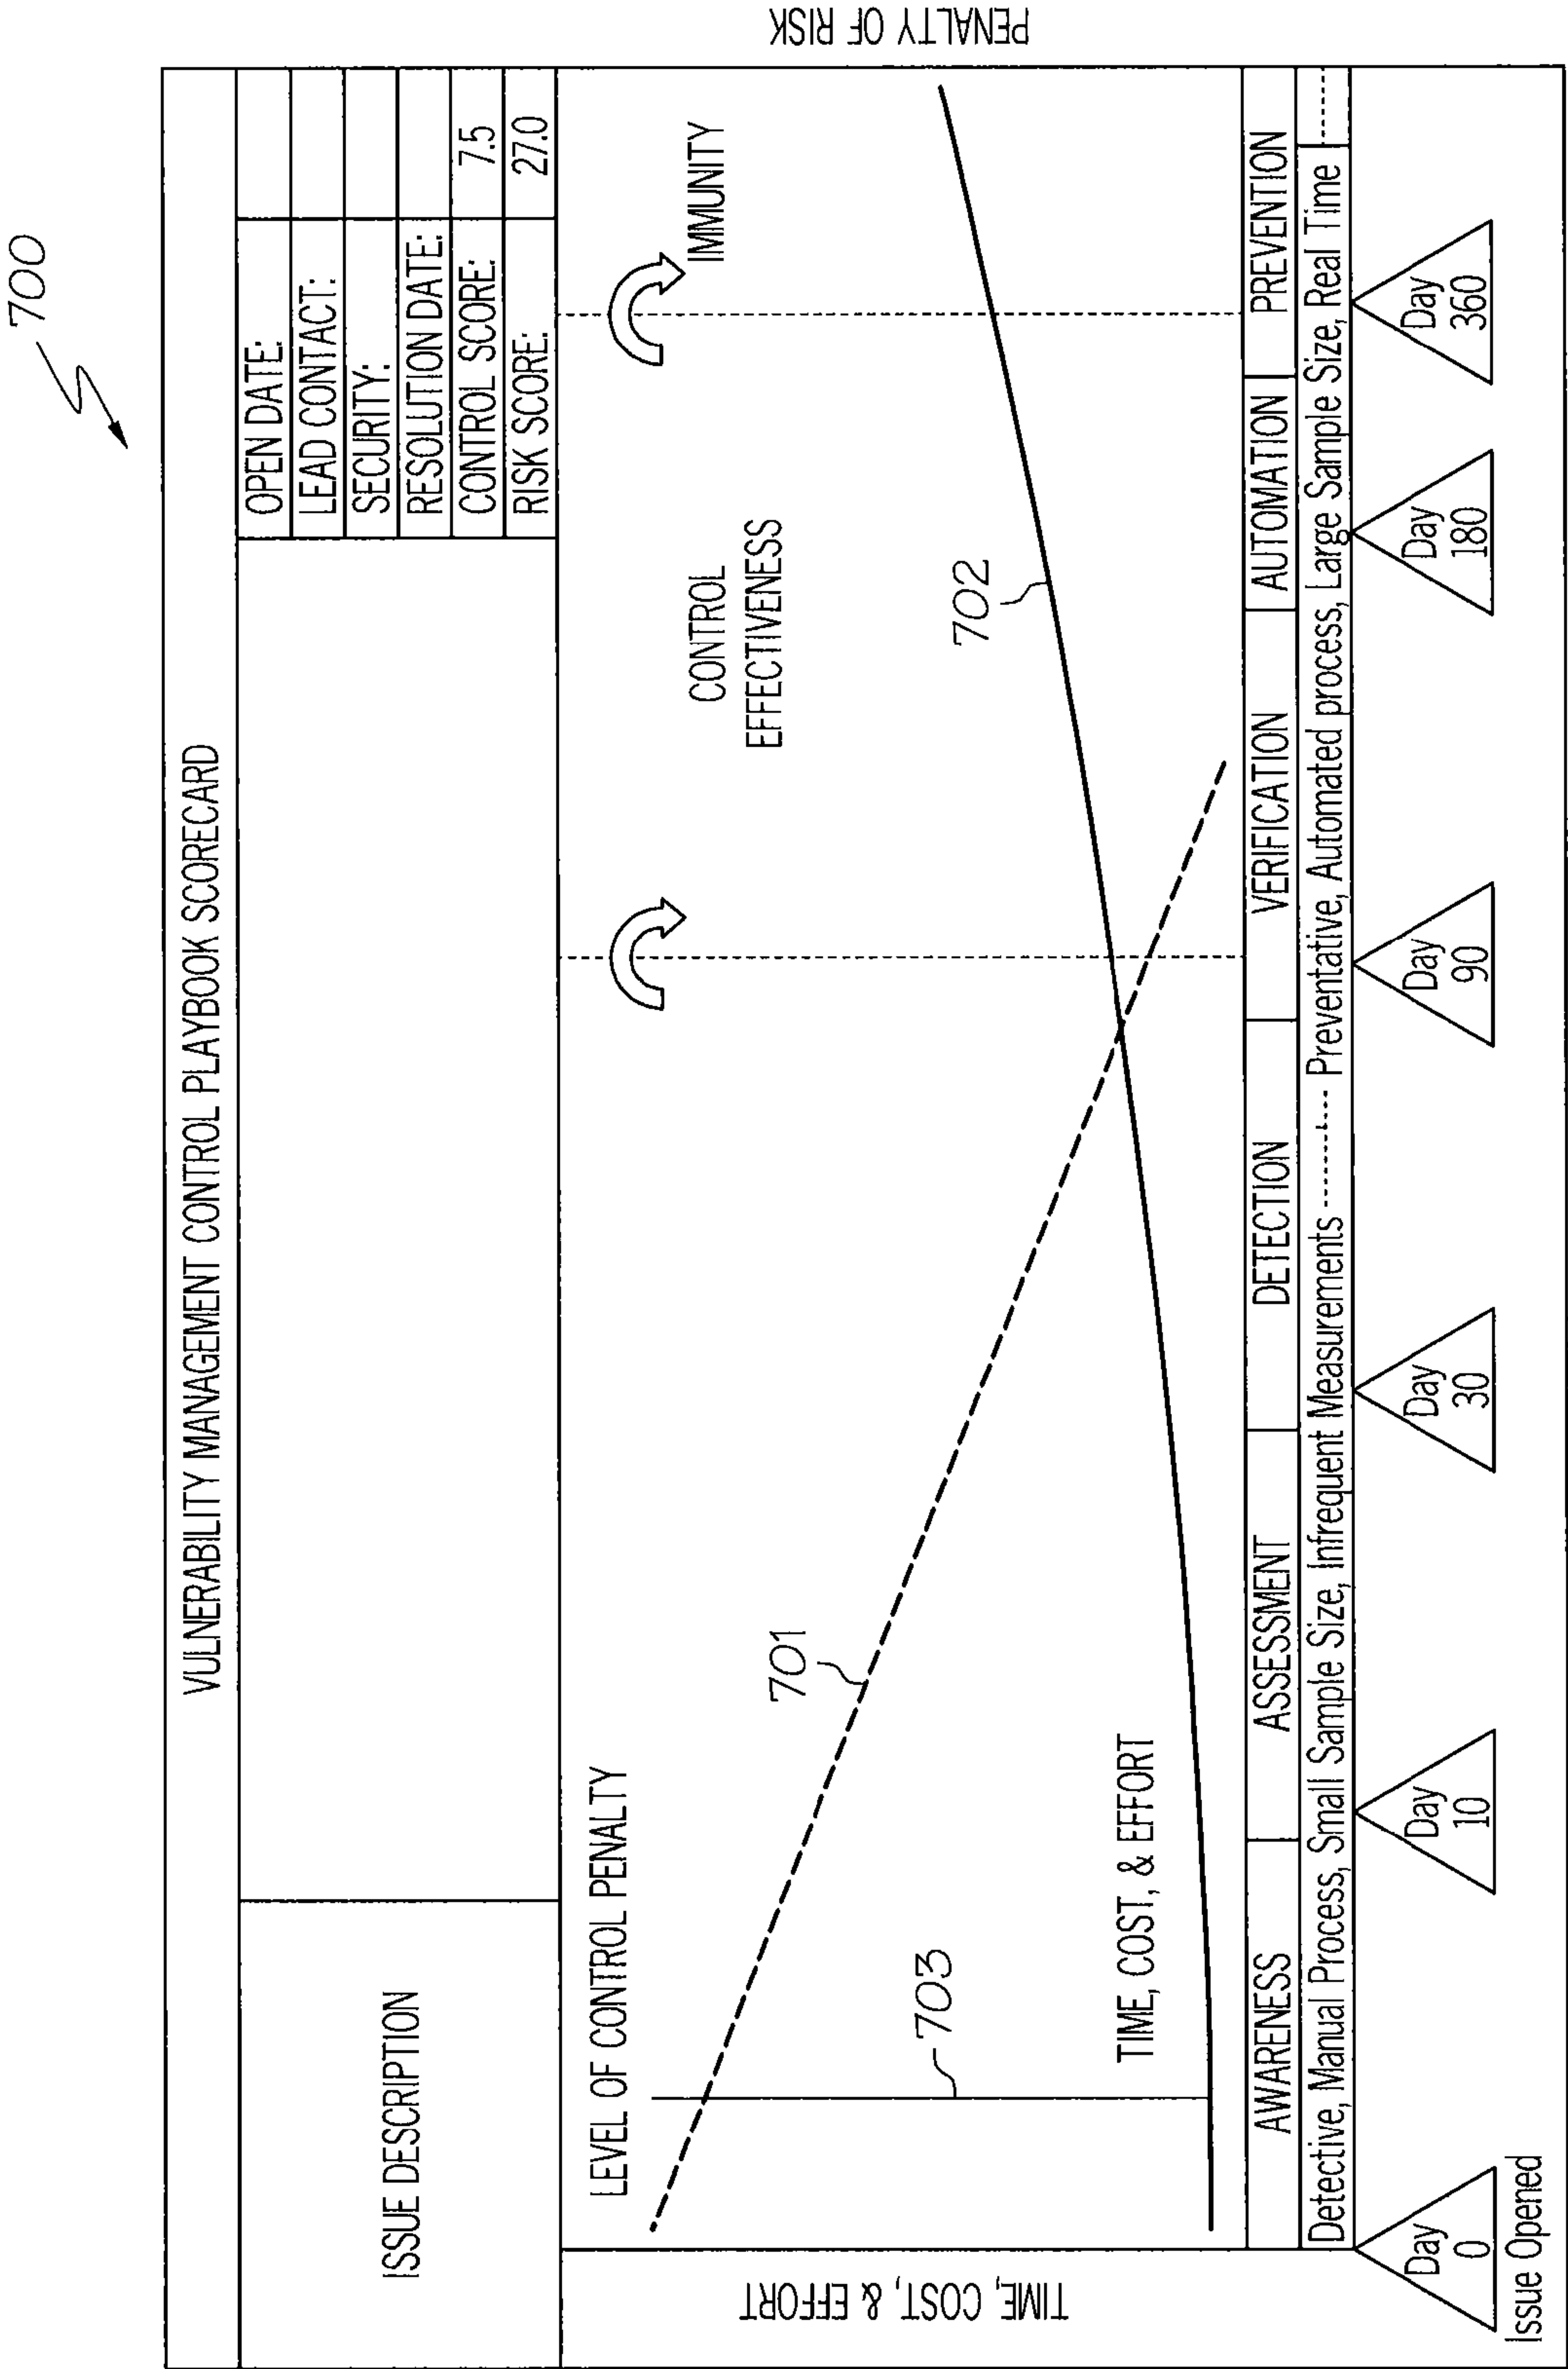 700
VULNERABILITY MANAGEMENT CONTROL PLAYBOOK SCORECARD
ISSUE DESCRIPTION
OPEN DATE:
LEAD CONTACT:
SECURITY:
RESOLUTION DATE:
CONTROL SCORE: 7.5
RISK SCORE: 27.0
LEVEL OF CONTROL PENALTY
IMMUNITY
CONTROL
EFFECTIVENESS
701
703
702
TIME, COST, & EFFORT
TIME, COST, & EFFORT
PENALTY OF RISK
AWARENESS ASSESSMENT DETECTION VERIFICATION AUTOMATION PREVENTION
Detective, Manual Process, Small Sample Size, Infrequent Measurements ---------- Preventative, Automated process, Large Sample Size, Real Time --------
Day
0
Day
10
Day
30
Day
90
Day
180
Day
360
Issue Opened